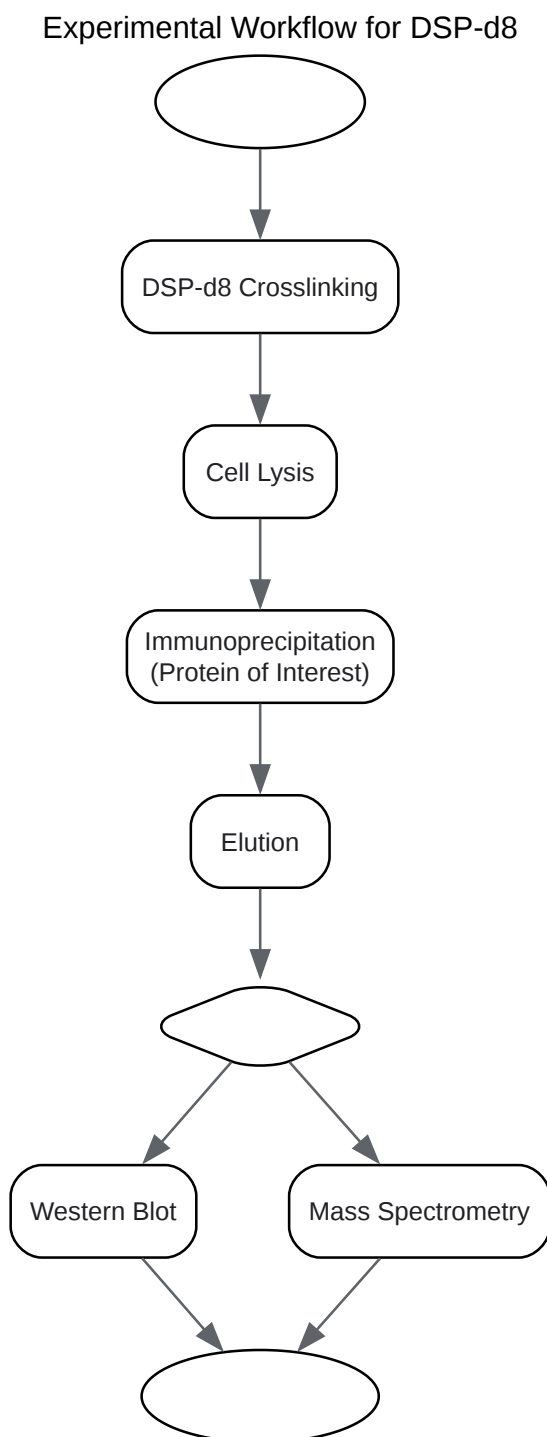 Experimental Workflow for DSP-d8
DSP-d8 Crosslinking
Cell Lysis
Immunoprecipitation
(Protein of Interest)
Elution
Western Blot
Mass Spectrometry